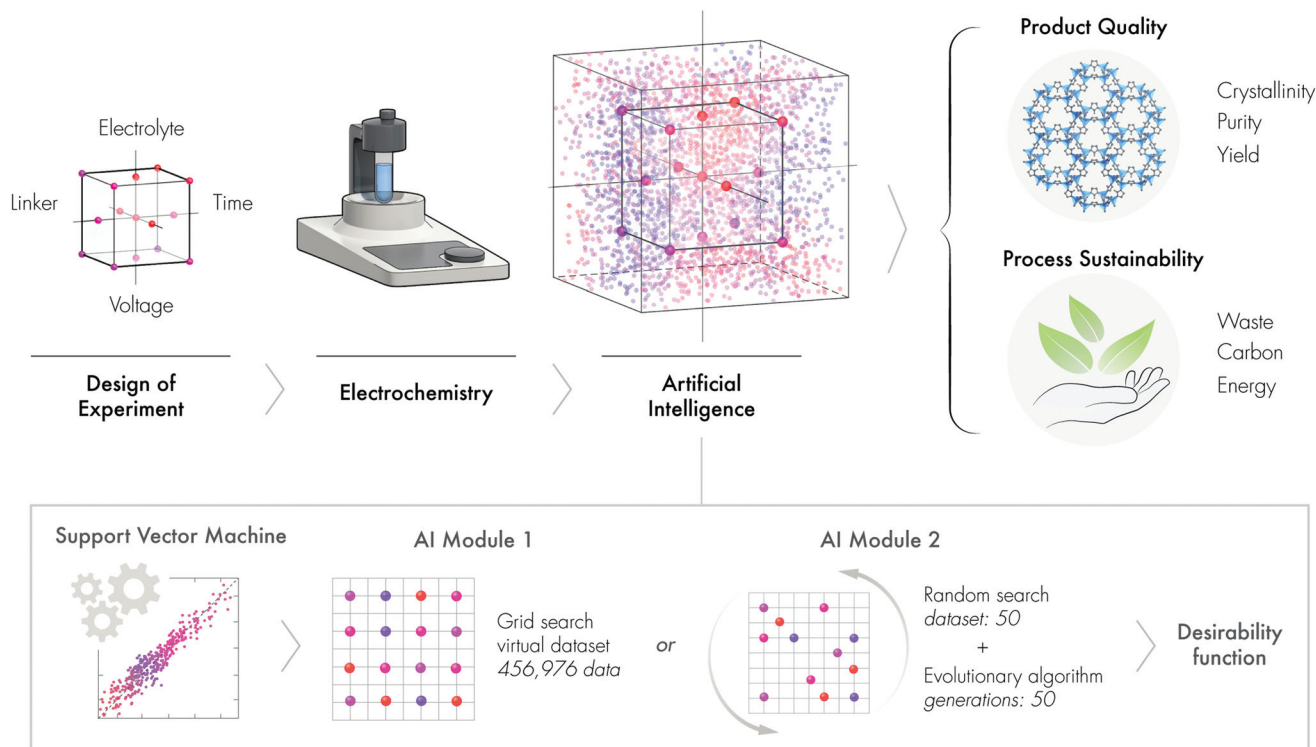 Electrolyte
Linker
Time
Voltage
Design of
Experiment
Electrochemistry
Artificial
Intelligence
Product Quality
Crystallinity
Purity
Yield
Process Sustainability
Waste
Carbon
Energy
Support Vector Machine
AI Module 1
Grid search
virtual dataset
456,976 data
or
AI Module 2
Random search
dataset: 50
+
Evolutionary algorithm
generations: 50
Desirability
function